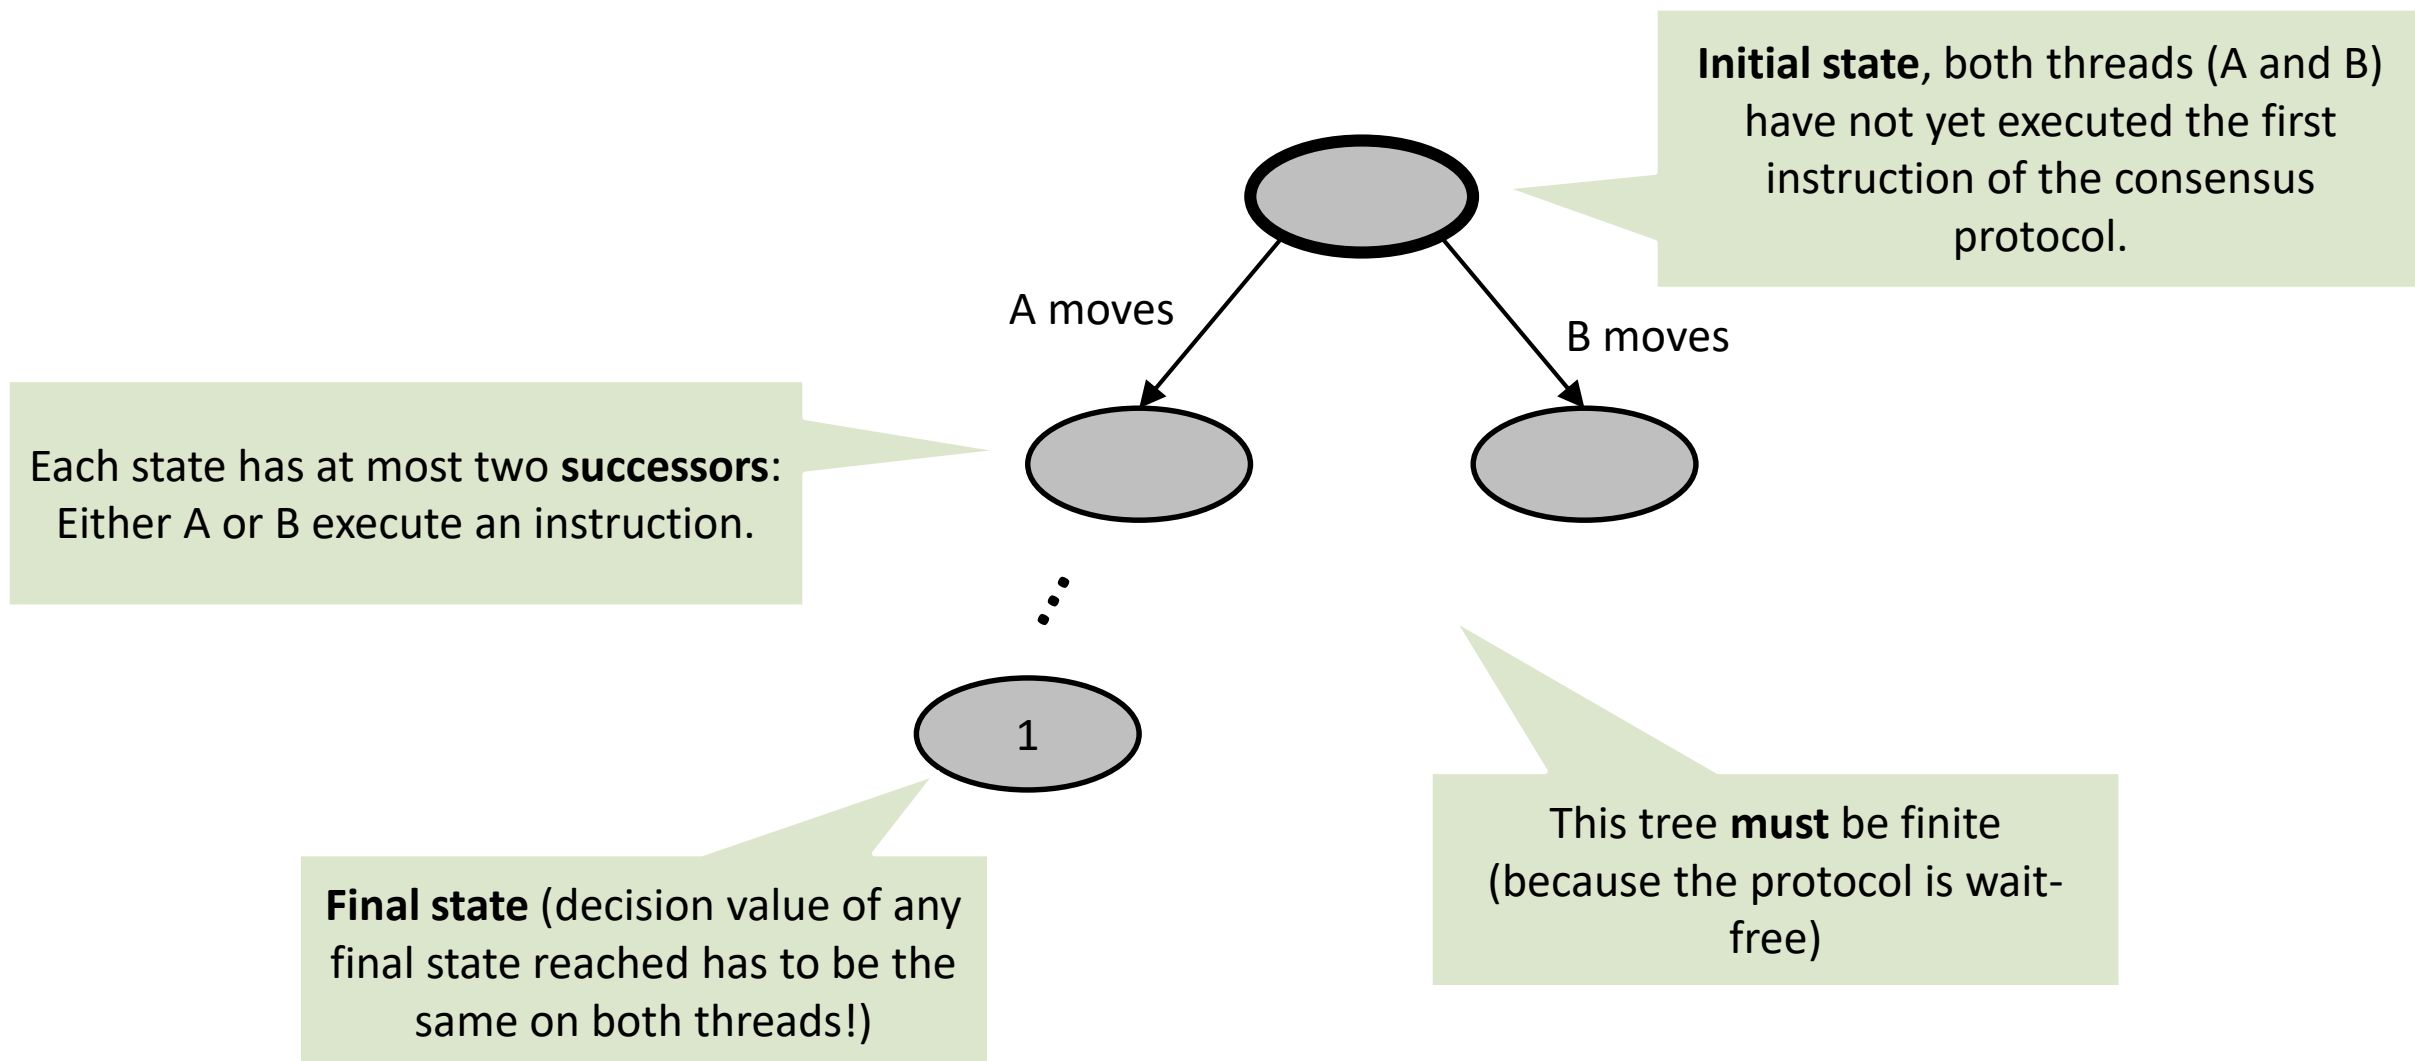 Initial state, both threads (A and B)
have not yet executed the first
instruction of the consensus
protocol.
A moves
B moves
Each state has at most two successors:
Either A or B execute an instruction.
1
Final state (decision value of any
final state reached has to be the
same on both threads!)
This tree must be finite
(because the protocol is wait-
free)